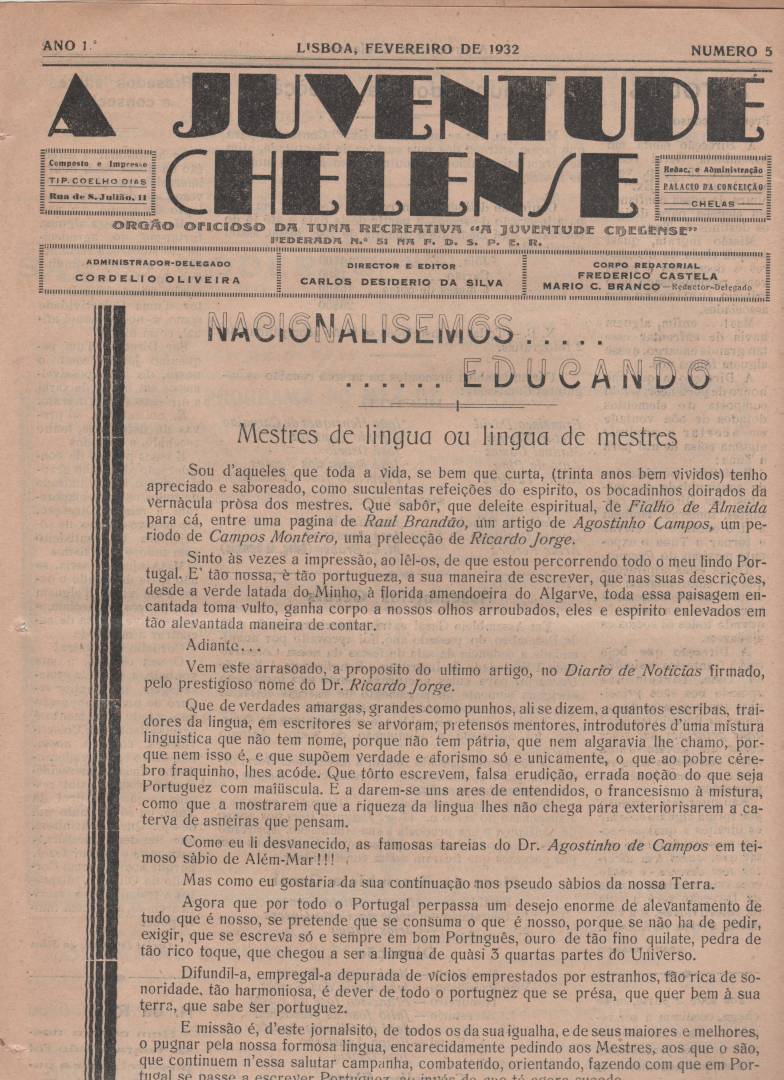 ANO 1.º LISBOA, FEVEREIRO DE 1932 NUMERO 5
A JUVENTUDE
CHELENSE
Composto e Impresso
TIP. COELHO DIAS
Rua de S. Julião, 11
Redac. e Administração
PALACIO DA CONCEIÇÃO
CHELAS
ORGÃO OFICIOSO DA TUNA RECREATIVA "A JUVENTUDE CHELENSE"
FEDERADA N.º 51 NA F. D. S. P. E. R.
ADMINISTRADOR-DELEGADO
CORDELIO OLIVEIRA
DIRECTOR E EDITOR
CARLOS DESIDERIO DA SILVA
CORPO REDATORIAL
FREDERICO CASTELA
MARIO C. BRANCO—Redactor-Delegado
NACIONALISEMOS.....
...... EDUCANDO
Mestres de lingua ou lingua de mestres
Sou d'aqueles que toda a vida, se bem que curta, (trinta anos bem vividos) tenho
apreciado e saboreado, como suculentas refeições do espirito, os bocadinhos doirados da
vernàcula pròsa dos mestres. Que sabôr, que deleite espiritual, de Fialho de Almeida
para cá, entre uma pagina de Raul Brandão, um artigo de Agostinho Campos, um pe-
riodo de Campos Monteiro, uma prelecção de Ricardo Jorge.
Sinto às vezes a impressão, ao lêl-os, de que estou percorrendo todo o meu lindo Por-
tugal. E' tão nossa, è tão portugueza, a sua maneira de escrever, que nas suas descrições,
desde a verde latada do Minho, à florida amendoeira do Algarve, toda essa paisagem en-
cantada toma vulto, ganha corpo a nossos olhos arroubados, eles e espirito enlevados em
tão alevantada maneira de contar.
Adiante...
Vem este arrasoado, a proposito do ultimo artigo, no Diario de Noticias firmado,
pelo prestigioso nome do Dr. Ricardo Jorge.
Que de verdades amargas, grandes como punhos, ali se dizem, a quantos escribas, trai-
dores da lingua, em escritores se arvoram, pretensos mentores, introdutores d'uma mistura
linguistica que não tem nome, porque não tem pátria, que nem algaravia lhe chamo, por-
que nem isso é, e que supõem verdade e aforismo só e unicamente, o que ao pobre cére-
bro fraquinho, lhes acóde. Que tôrto escrevem, falsa erudição, errada noção do que seja
Portuguez com maiùscula. E a darem-se uns ares de entendidos, o francesismo à mistura,
como que a mostrarem que a riqueza da lingua lhes não chega para exteriorisarem a ca-
terva de asneiras que pensam.
Como eu li desvanecido, as famosas tareias do Dr. Agostinho de Campos em tei-
moso sàbio de Além-Mar!!!
Mas como eu gostaria da sua continuação nos pseudo sàbios da nossa Terra.
Agora que por todo o Portugal perpassa um desejo enorme de alevantamento de
tudo que é nosso, se pretende que se consuma o que é nosso, porque se não ha de pedir,
exigir, que se escreva só e sempre em bom Portnguês, ouro de tão fino quilate, pedra de
tão rico toque, que chegou a ser a lingua de quàsi 3 quartas partes do Universo.
Difundil-a, empregal-a depurada de vícios emprestados por estranhos, tão rica de so-
noridade, tão harmoniosa, é dever de todo o portugnez que se présa, que quer bem à sua
terra, que sabe ser portuguez.
E missão é, d'este jornalsito, de todos os da sua igualha, e de seus maiores e melhores,
o pugnar pela nossa formosa lingua, encarecidamente pedindo aos Mestres, aos que o são,
que continuem n'essa salutar campanha, combatendo, orientando, fazendo com que em Por-
tugal se passe a escrever Portuguez, ao invés do que té agora sucede.